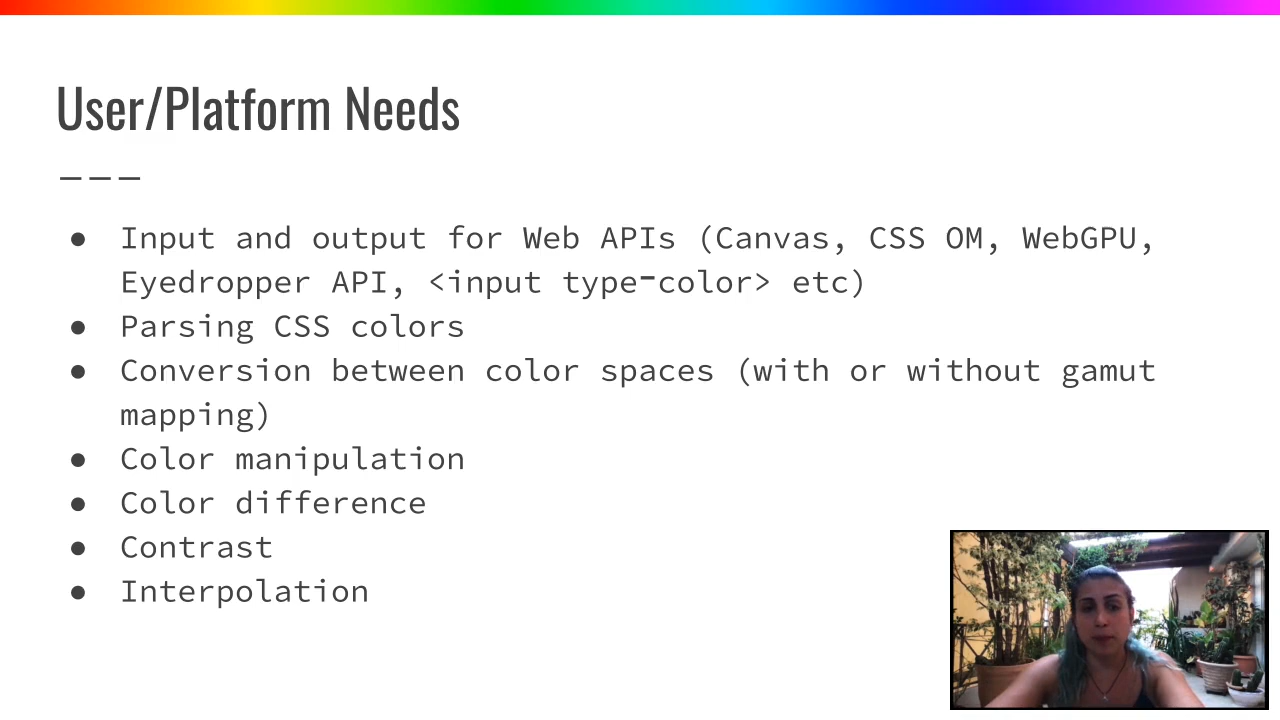 User/Platform Needs
● Input and output for Web APIs (Canvas, CSS OM, WebGPU,
Eyedropper API, <input type=color> etc)
● Parsing CSS colors
● Conversion between color spaces (with or without gamut
mapping)
● Color manipulation
● Color difference
● Contrast
● Interpolation